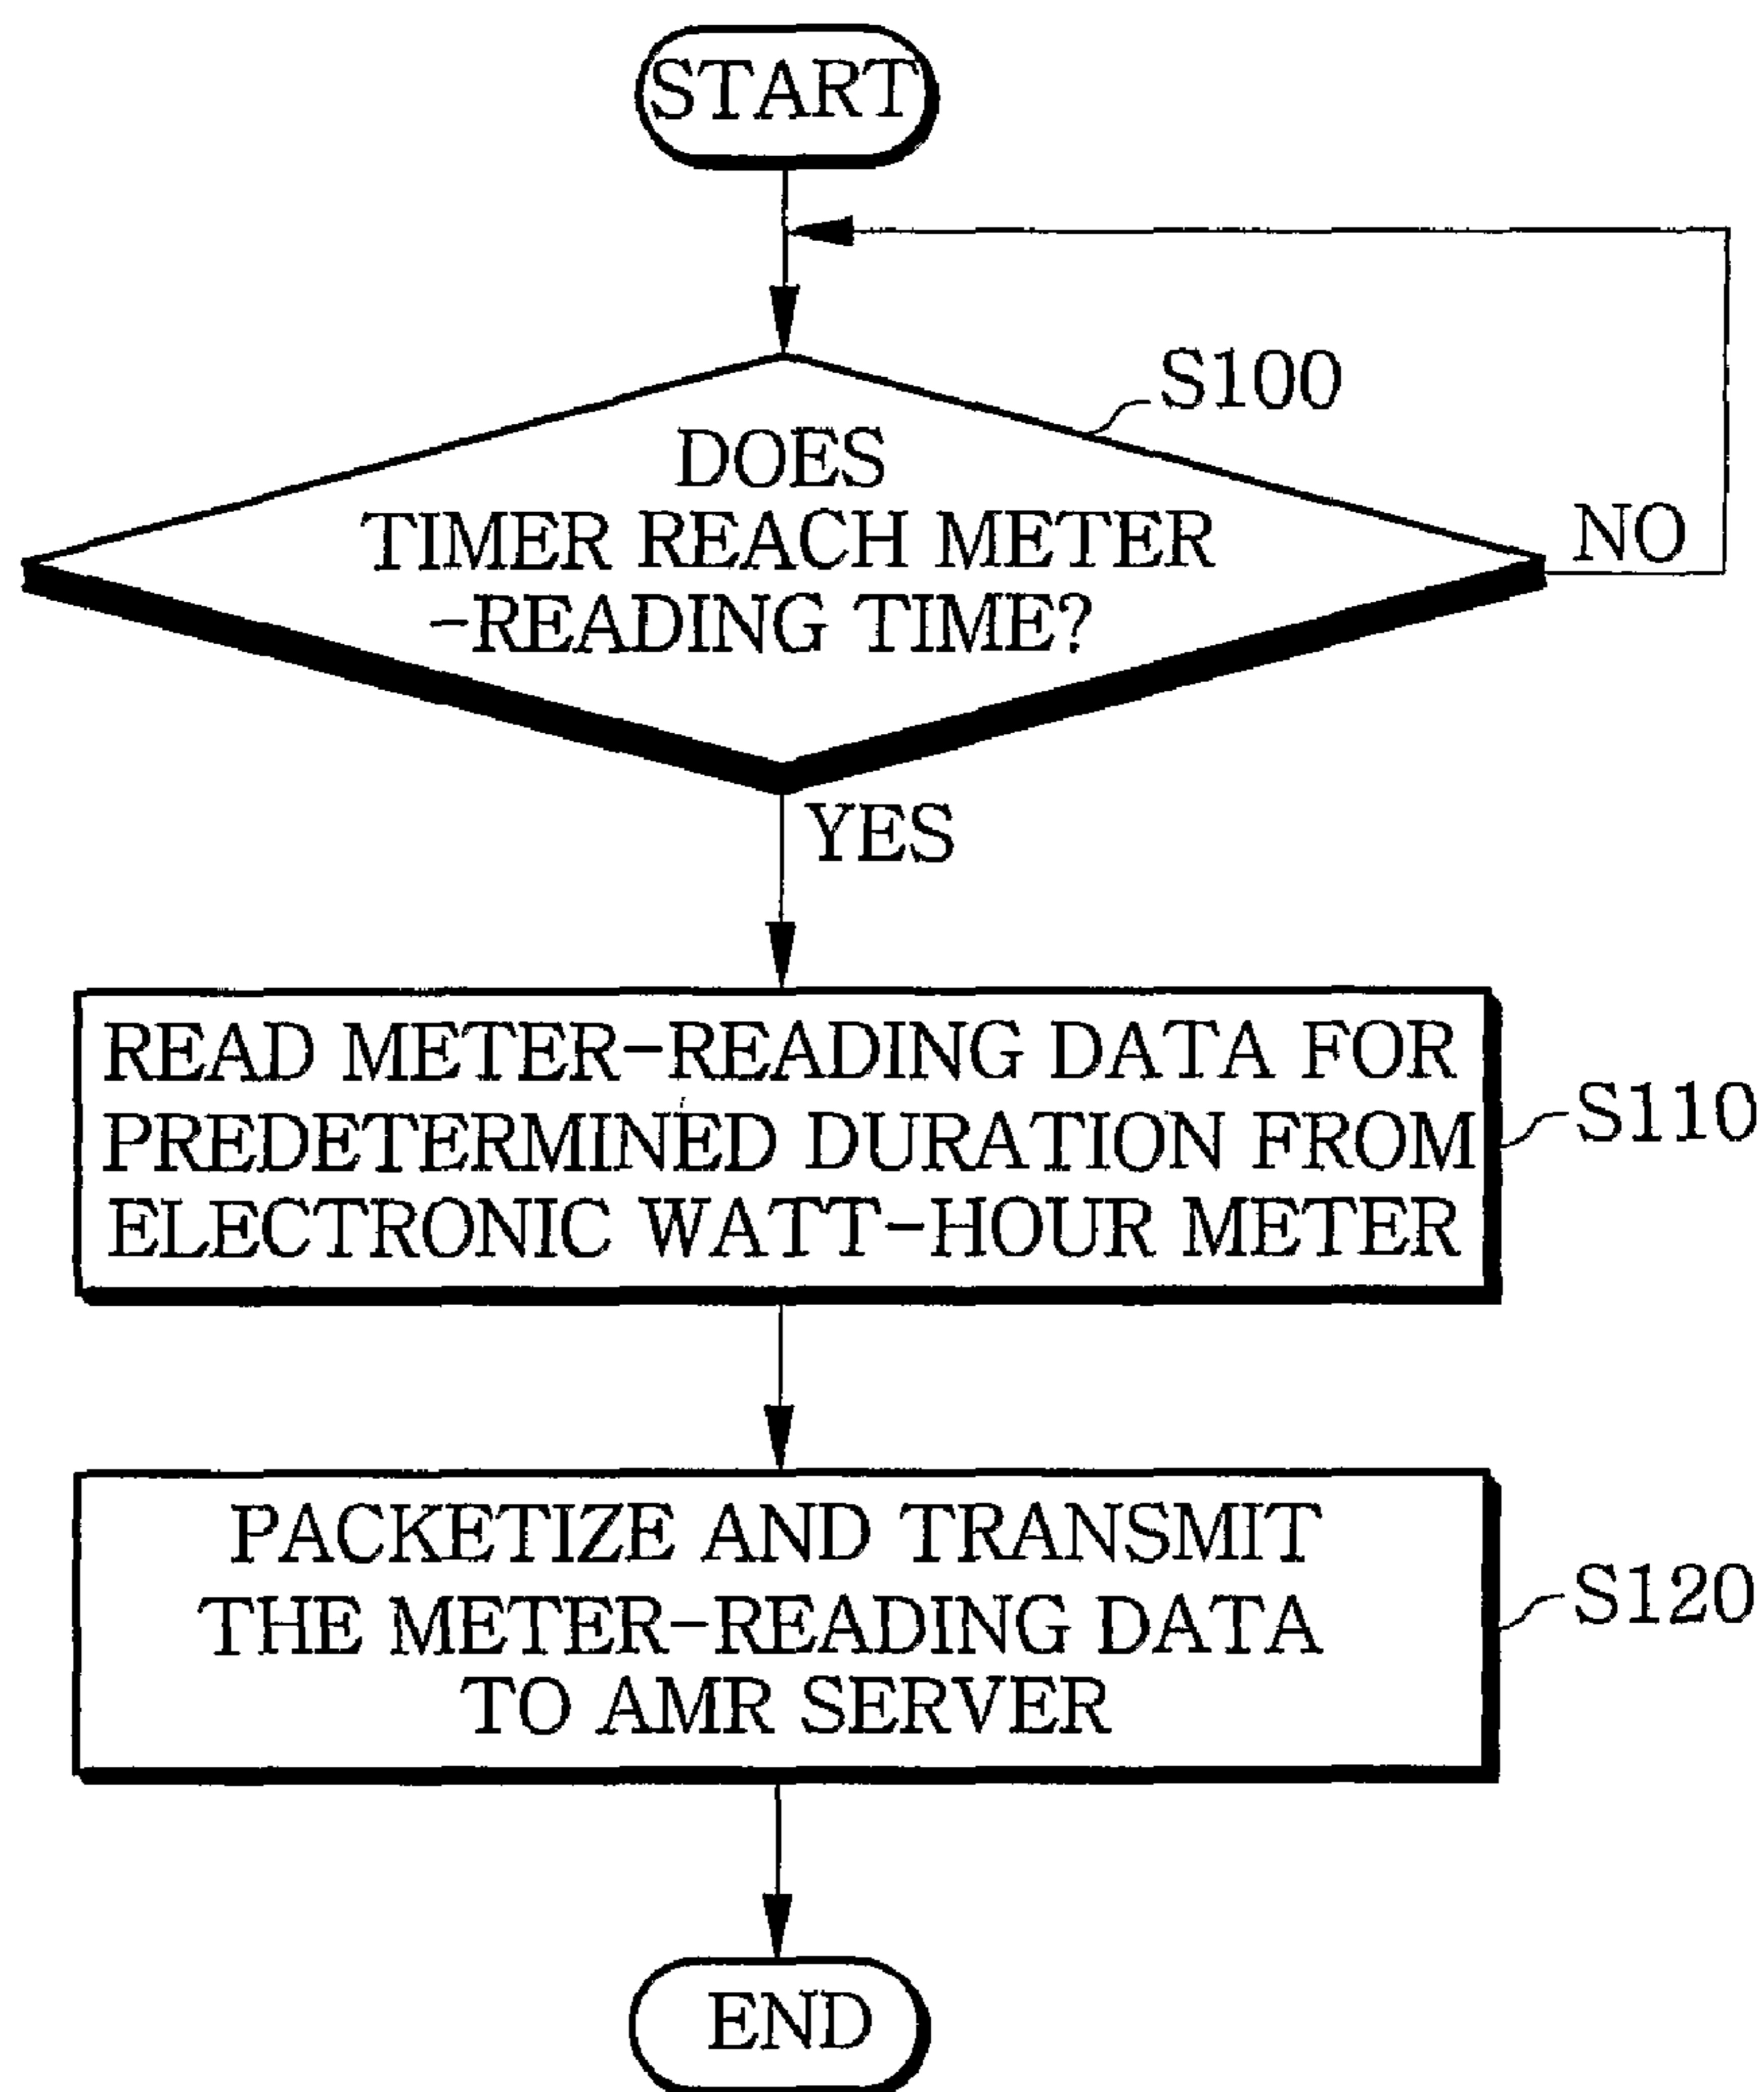 START
S100
DOES
TIMER REACH METER
-READING TIME?
NO
YES
READ METER-READING DATA FOR
PREDETERMINED DURATION FROM
ELECTRONIC WATT-HOUR METER
S110
PACKETIZE AND TRANSMIT
THE METER-READING DATA
TO AMR SERVER
S120
END